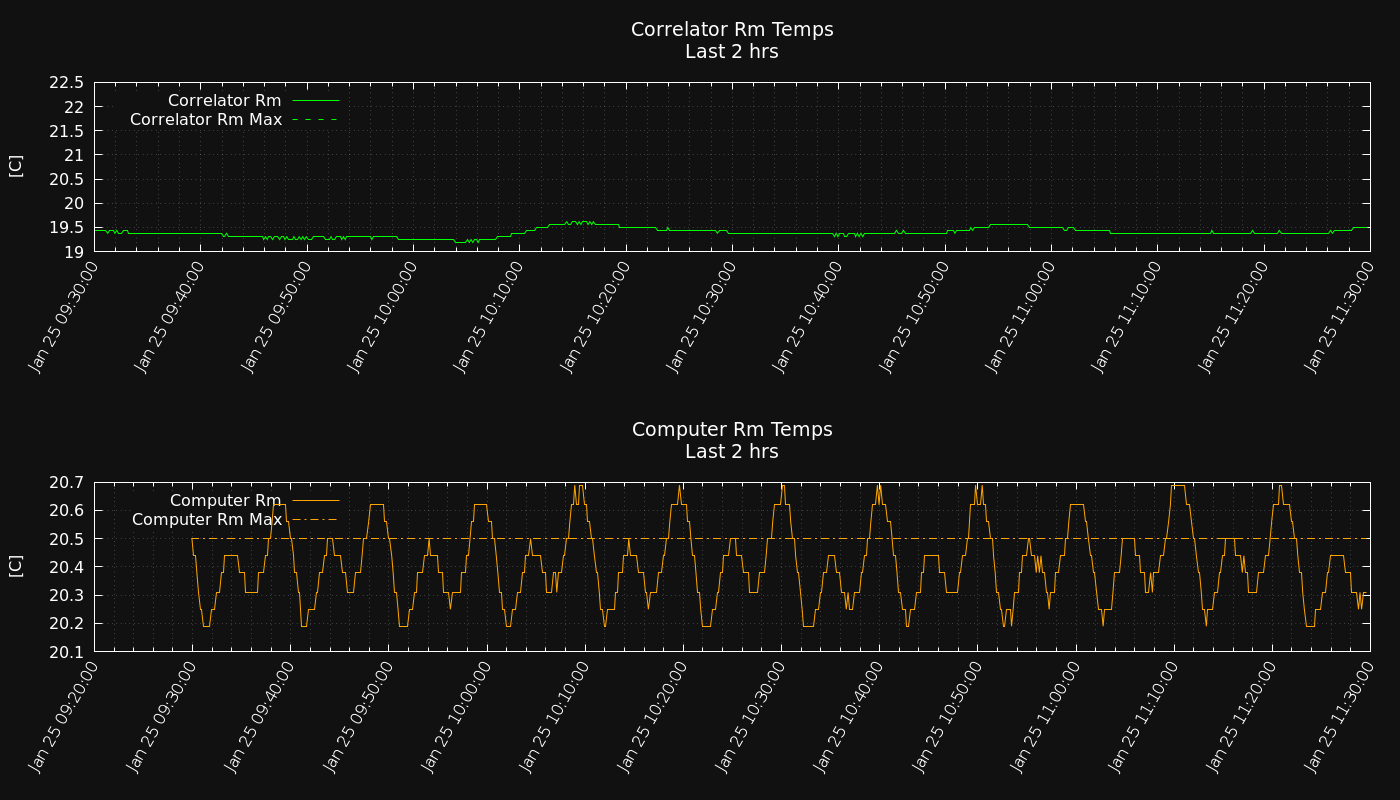 Correlator Rm Temps
Last 2 hrs
22.5
22
21.5
21
20.5
20
19.5
19
[C]
Correlator Rm
Correlator Rm Max
Jan 25 09:30:00
Jan 25 09:40:00
Jan 25 09:50:00
Jan 25 10:00:00
Jan 25 10:10:00
Jan 25 10:20:00
Jan 25 10:30:00
Jan 25 10:40:00
Jan 25 10:50:00
Jan 25 11:00:00
Jan 25 11:10:00
Jan 25 11:20:00
Jan 25 11:30:00
Computer Rm Temps
Last 2 hrs
20.7
20.6
20.5
20.4
20.3
20.2
20.1
[C]
Computer Rm
Computer Rm Max
Jan 25 09:20:00
Jan 25 09:30:00
Jan 25 09:40:00
Jan 25 09:50:00
Jan 25 10:00:00
Jan 25 10:10:00
Jan 25 10:20:00
Jan 25 10:30:00
Jan 25 10:40:00
Jan 25 10:50:00
Jan 25 11:00:00
Jan 25 11:10:00
Jan 25 11:20:00
Jan 25 11:30:00